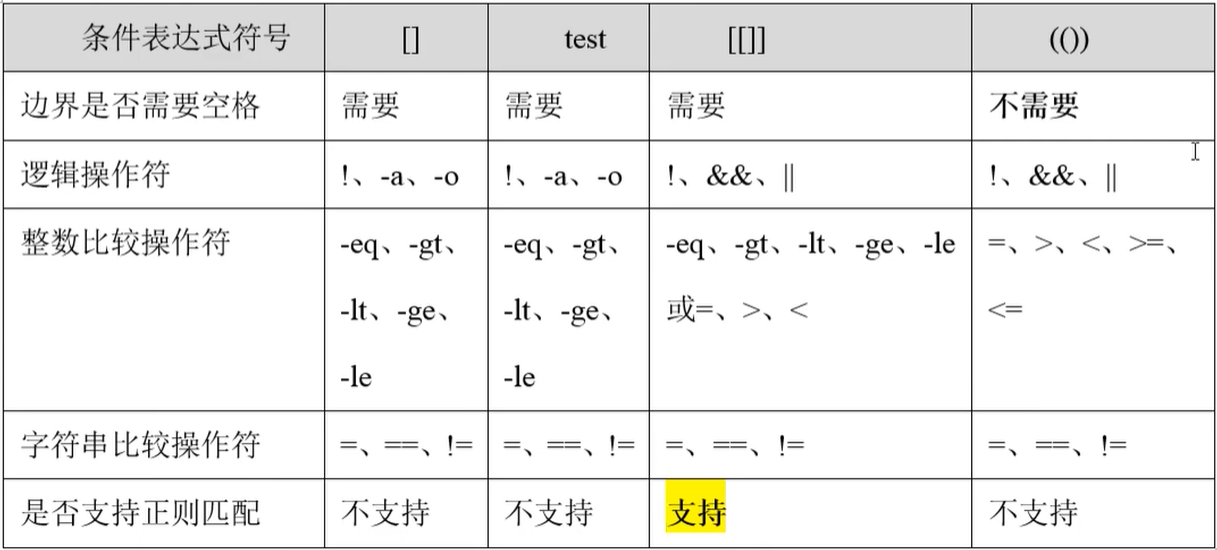 条件表达式符号 [] test [[]] (())
边界是否需要空格 需要 需要 需要 不需要
逻辑操作符 !、-a、-o !、-a、-o !、&&、|| !、&&、||
整数比较操作符 -eq、-gt、 -eq、-gt、 -eq、-gt、-lt、-ge、-le =、>、<、>=、
-lt、-ge、 -lt、-ge、 或=、>、< <=
-le -le
字符串比较操作符 =、==、!= =、==、!= =、==、!= =、==、!=
是否支持正则匹配 不支持 不支持 支持 不支持